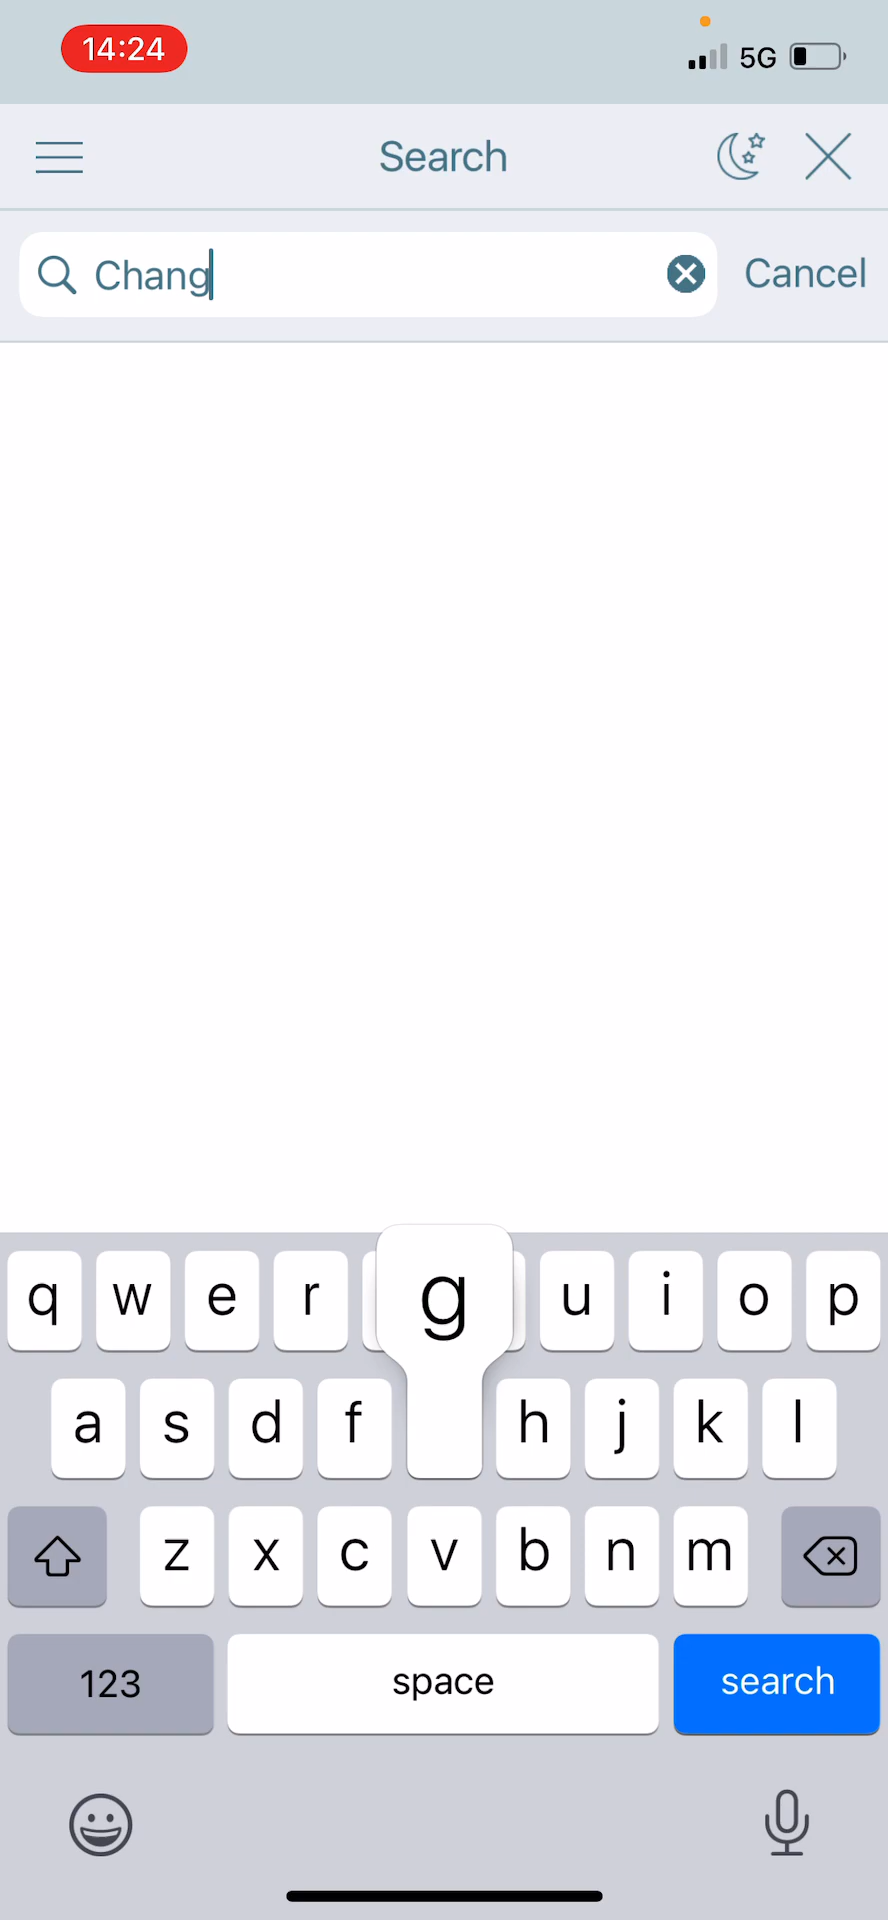 14:24
5G
Search
Chang
Cancel
q w e r g u i o p
a s d f h j k l
z x c v b n m
123 space search